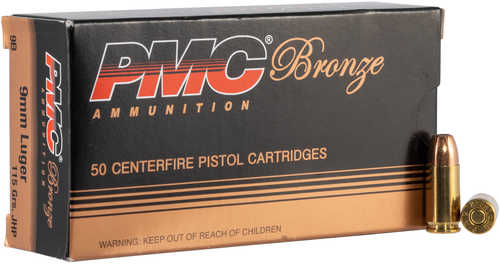 PMC® Bronze
AMMUNITION
50 CENTERFIRE PISTOL CARTRIDGES
WARNING: KEEP OUT OF REACH OF CHILDREN
9B
9mm Luger
115 Grs. JHP
PMC Bronze